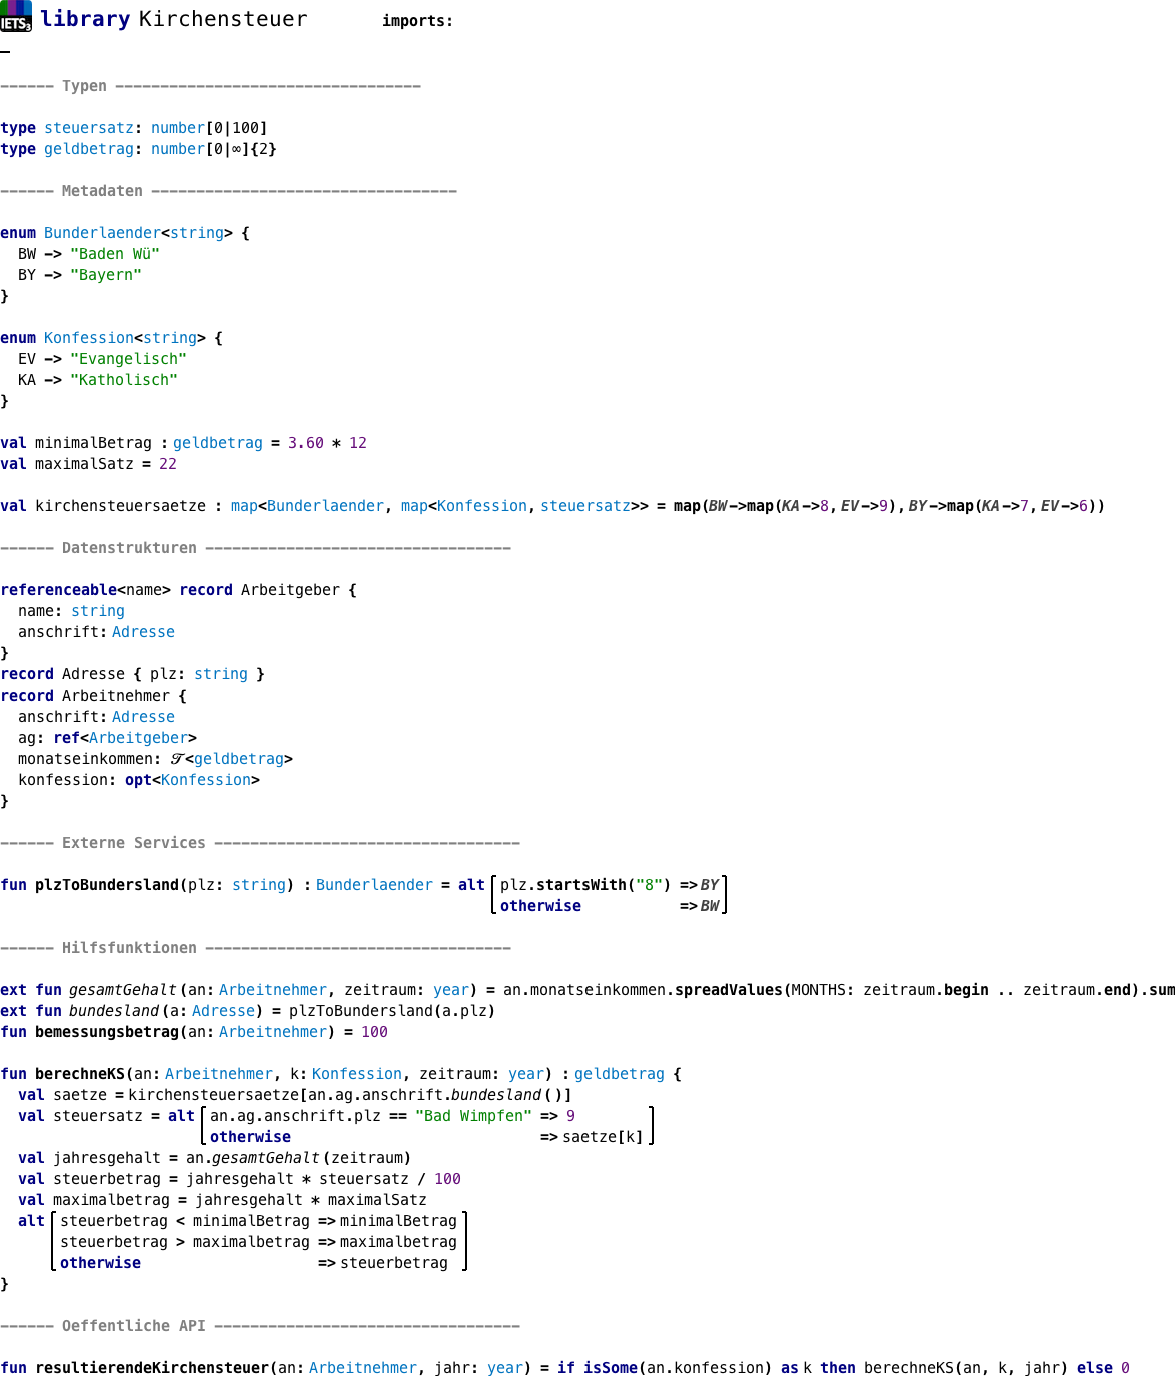 IETS3 library Kirchensteuer imports:
------ Typen ----------------------------------
type steuersatz: number[0|100]
type geldbetrag: number[0|∞]{2}
------ Metadaten ----------------------------------
enum Bunderlaender<string> {
  BW -> "Baden Wü"
  BY -> "Bayern"
}
enum Konfession<string> {
  EV -> "Evangelisch"
  KA -> "Katholisch"
}
val minimalBetrag : geldbetrag = 3.60 * 12
val maximalSatz = 22
val kirchensteuersaetze : map<Bunderlaender, map<Konfession, steuersatz>> = map(BW->map(KA->8, EV->9), BY->map(KA->7, EV->6))
------ Datenstrukturen ----------------------------------
referenceable<name> record Arbeitgeber {
  name: string
  anschrift: Adresse
}
record Adresse { plz: string }
record Arbeitnehmer {
  anschrift: Adresse
  ag: ref<Arbeitgeber>
  monatseinkommen: 𝒯<geldbetrag>
  konfession: opt<Konfession>
}
------ Externe Services ----------------------------------
fun plzToBundersland(plz: string) : Bunderlaender = alt [ plz.startsWith("8") => BY ]
otherwise => BW
------ Hilfsfunktionen ----------------------------------
ext fun gesamtGehalt(an: Arbeitnehmer, zeitraum: year) = an.monatseinkommen.spreadValues(MONTHS: zeitraum.begin .. zeitraum.end).sum
ext fun bundesland(a: Adresse) = plzToBundersland(a.plz)
fun bemessungsbetrag(an: Arbeitnehmer) = 100
fun berechneKS(an: Arbeitnehmer, k: Konfession, zeitraum: year) : geldbetrag {
  val saetze = kirchensteuersaetze[an.ag.anschrift.bundesland()]
  val steuersatz = alt [ an.ag.anschrift.plz == "Bad Wimpfen" => 9 ]
otherwise => saetze[k]
  val jahresgehalt = an.gesamtGehalt(zeitraum)
  val steuerbetrag = jahresgehalt * steuersatz / 100
  val maximalbetrag = jahresgehalt * maximalSatz
  alt [ steuerbetrag < minimalBetrag => minimalBetrag ]
steuerbetrag > maximalbetrag => maximalbetrag
otherwise => steuerbetrag
}
------ Oeffentliche API ----------------------------------
fun resultierendeKirchensteuer(an: Arbeitnehmer, jahr: year) = if isSome(an.konfession) as k then berechneKS(an, k, jahr) else 0